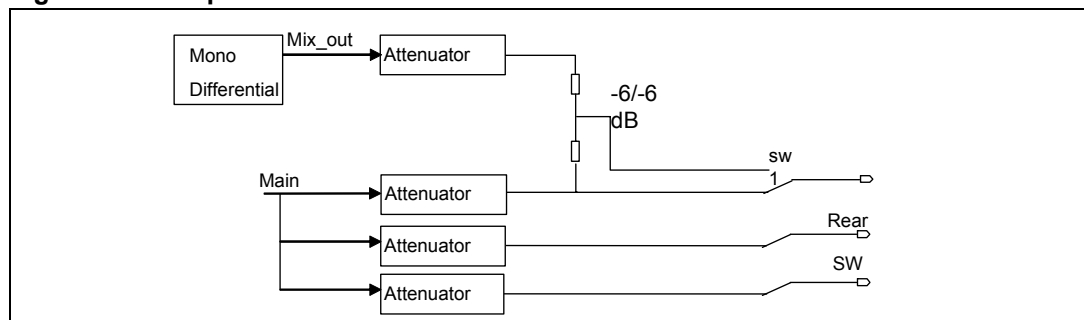 Mono
Differential
Mix_out
Attenuator
-6/-6
dB
sw
1
Main
Attenuator
Rear
Attenuator
SW
Attenuator